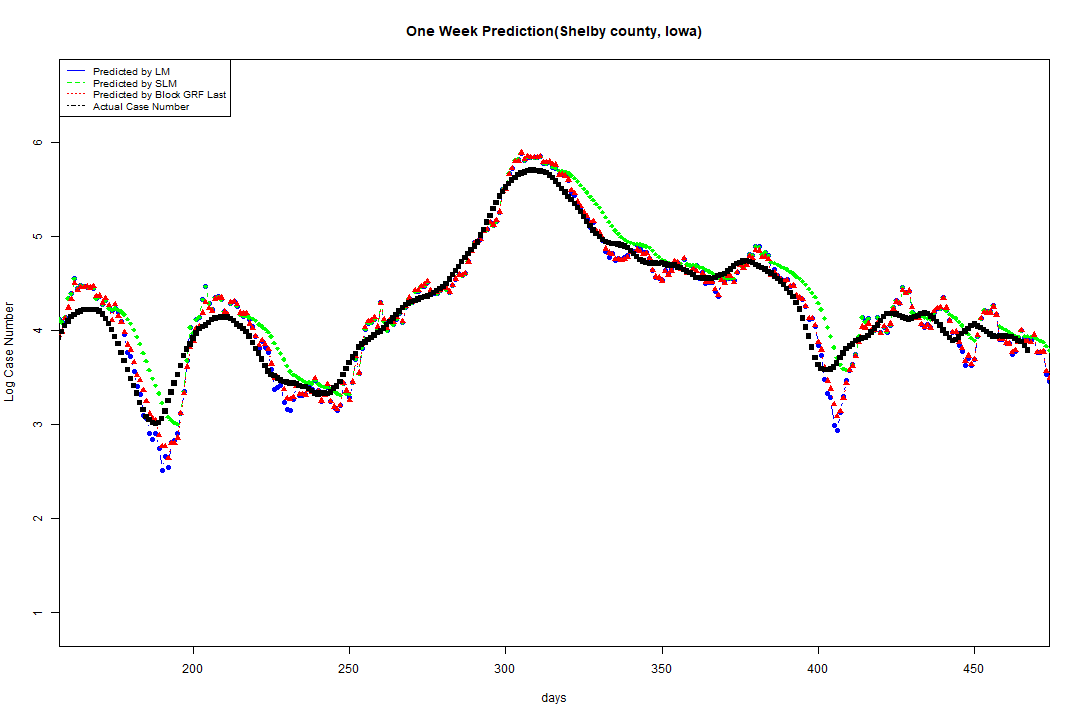 One Week Prediction(Shelby county, Iowa)
Predicted by LM
Predicted by SLM
Predicted by Block GRF Last
Actual Case Number
6
5
4
3
2
1
Log Case Number
200 250 300 350 400 450
days